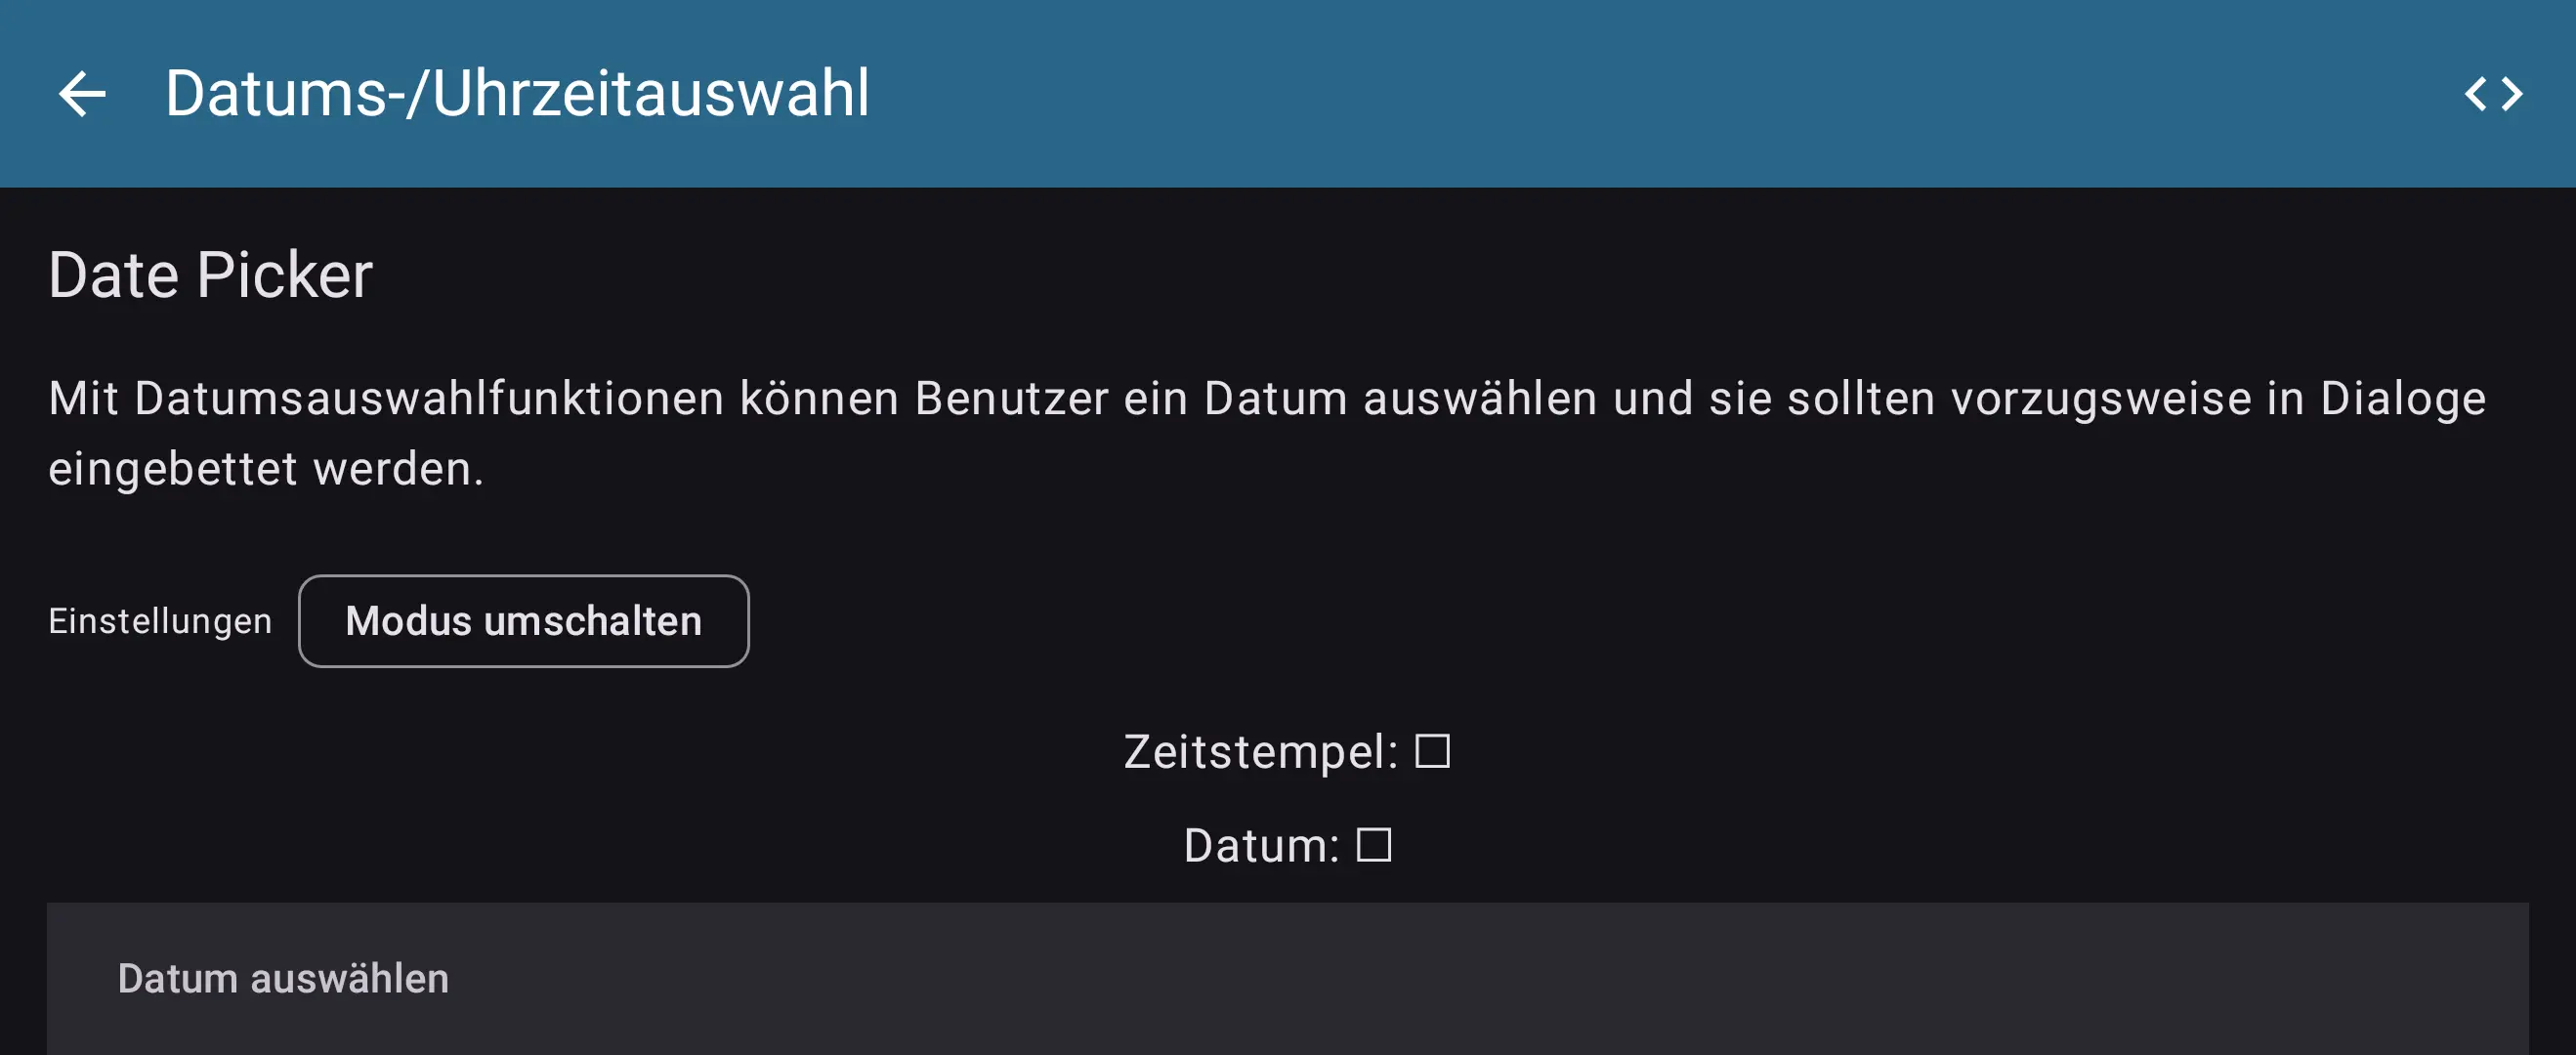 Datums-/Uhrzeitauswahl
Date Picker
Mit Datumsauswahlfunktionen können Benutzer ein Datum auswählen und sie sollten vorzugsweise in Dialoge
eingebettet werden.
Einstellungen Modus umschalten
Zeitstempel: □
Datum: □
Datum auswählen